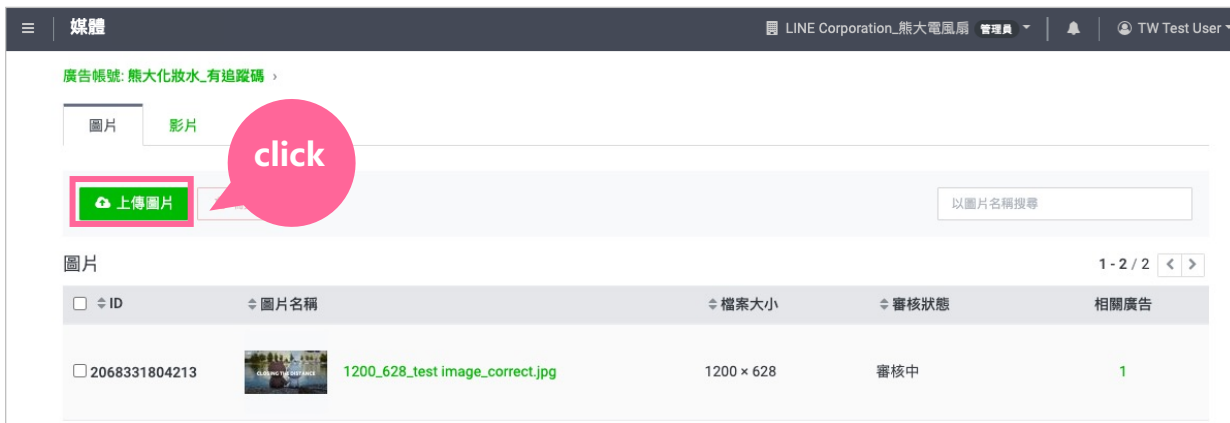 媒體
LINE Corporation_熊大電風扇 管理員
TW Test User
廣告帳號: 熊大化妝水_有追蹤碼 ›
圖片 影片
click
上傳圖片
以圖片名稱搜尋
圖片
1 - 2 / 2
ID 圖片名稱 檔案大小 審核狀態 相關廣告
2068331804213 CLOSING THE DISTANCE 1200_628_test image_correct.jpg 1200 × 628 審核中 1